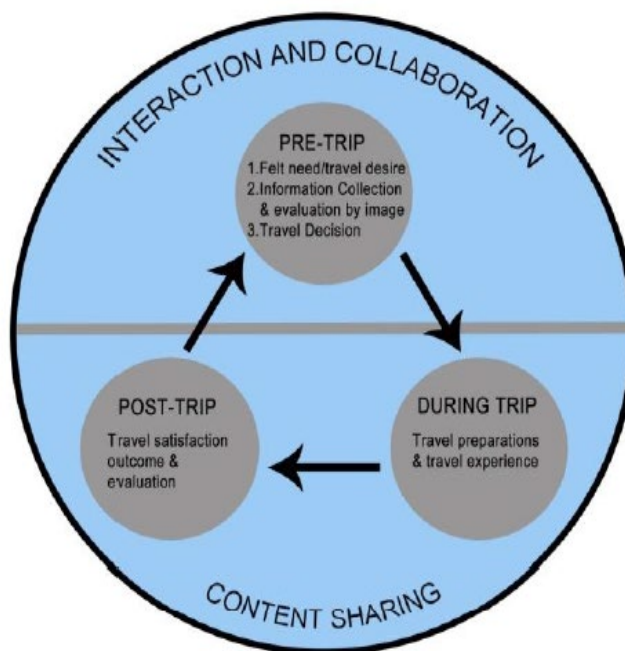 INTERACTION AND COLLABORATION
PRE-TRIP
1.Felt need/travel desire
2.Information Collection
& evaluation by image
3.Travel Decision
POST-TRIP
Travel satisfaction
outcome &
evaluation
DURING TRIP
Travel preparations
& travel experience
CONTENT SHARING